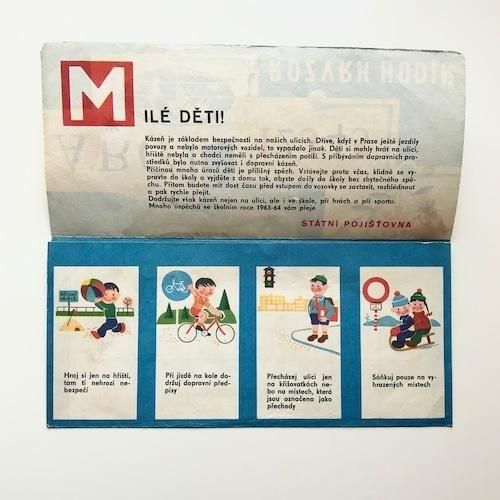 ROZVRH HODIN
MILÉ DĚTI!
Kázeň je základem bezpečnosti na našich ulicích. Dříve, když v Praze ještě jezdily
povozy a nebylo motorových vozidel, to vypadalo jinak. Děti si mohly hrát na ulici,
hřiště nebyla a chodci neměli s přecházením potíží. S přibýváním dopravních pro-
středků bylo nutno zvyšovat i dopravní kázeň.
Příčinou mnoha úrazů dětí je přílišný spěch. Vstávejte proto včas, klidně se vy-
pravte do školy a vyjděte z domu tak, abyste došly do školy bez zbytečného spě-
chu. Přitom budete mít dost času před vstupem do vozovky se zastavit, rozhlédnout
a pak rychle přejít.
Dodržujte však kázeň nejen na ulici, ale i ve škole, při hrách a při sportu.
Mnoho úspěchů ve školním roce 1963-64 vám přeje
STÁTNÍ POJIŠŤOVNA
Hraj si jen na hřišti,
tam ti nehrozí ne-
bezpečí
Při jízdě na kole do-
držuj dopravní před-
pisy
Přecházej ulici jen
na křižovatkách ne-
bo na místech, která
jsou označena jako
přechody
Sáňkuj pouze na vy-
hrazených místech